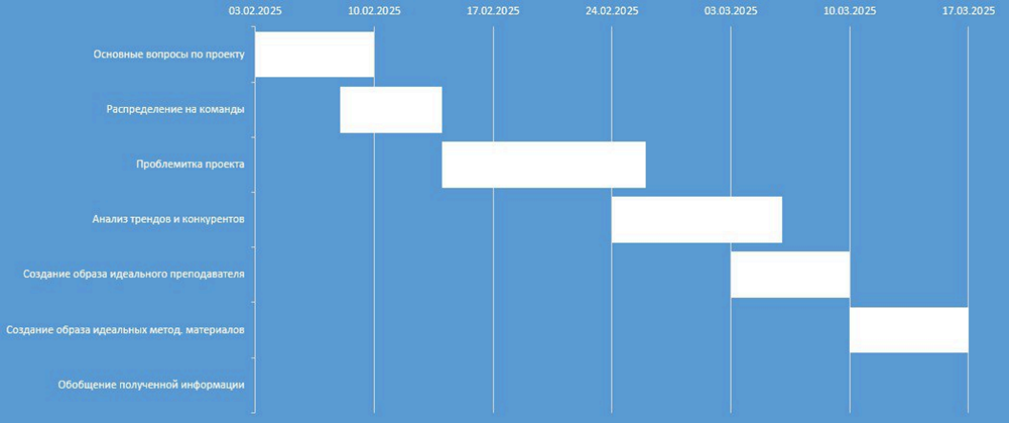 03.02.2025 10.02.2025 17.02.2025 24.02.2025 03.03.2025 10.03.2025 17.03.2025
Основные вопросы по проекту
Распределение на команды
Проблемитка проекта
Анализ трендов и конкурентов
Создание образа идеального преподавателя
Создание образа идеальных метод. материалов
Обобщение полученной информации